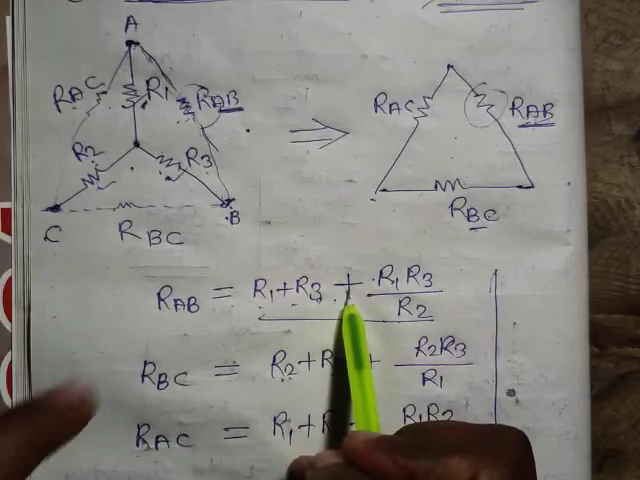 A
RAC
R1
RAB
R2
R3
C
RBC
B
RAC
RAB
RBC
RAB = R1+R3 + R1R3/R2
RBC = R2+R + R2R3/R1
RAC = R1+R R1R2